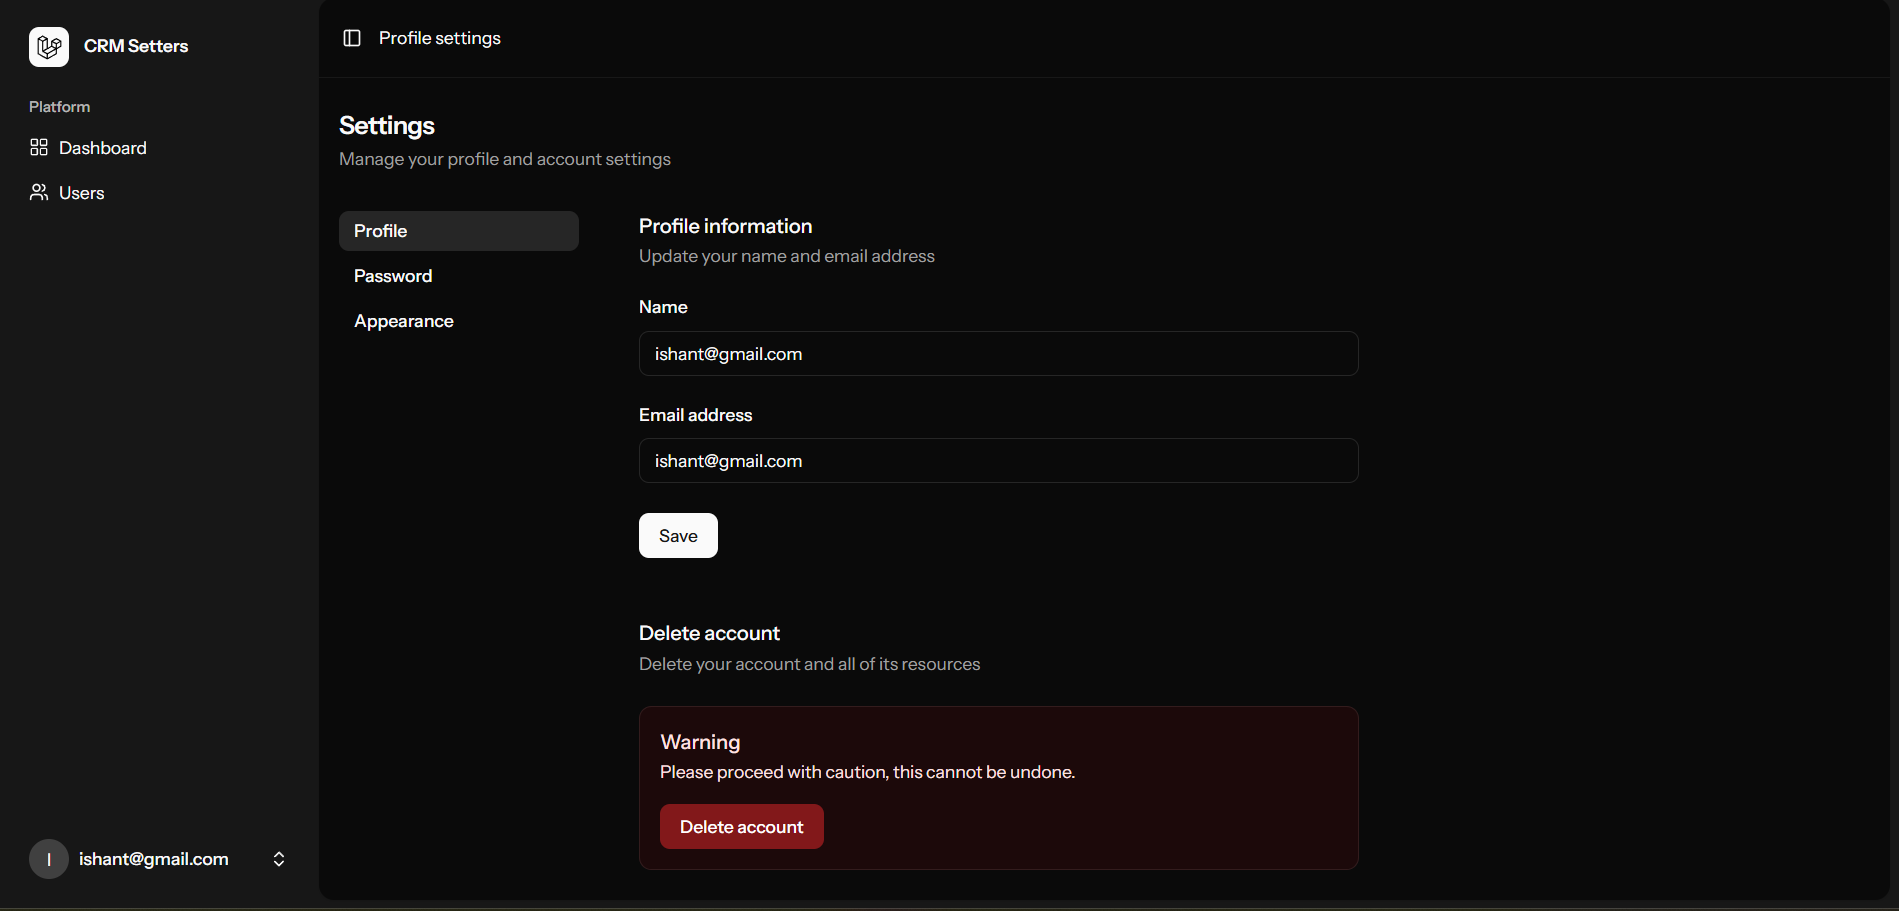 CRM Setters
Platform
Dashboard
Users
I
ishant@gmail.com
Profile settings
Settings
Manage your profile and account settings
Profile
Password
Appearance
Profile information
Update your name and email address
Name
ishant@gmail.com
Email address
ishant@gmail.com
Save
Delete account
Delete your account and all of its resources
Warning
Please proceed with caution, this cannot be undone.
Delete account